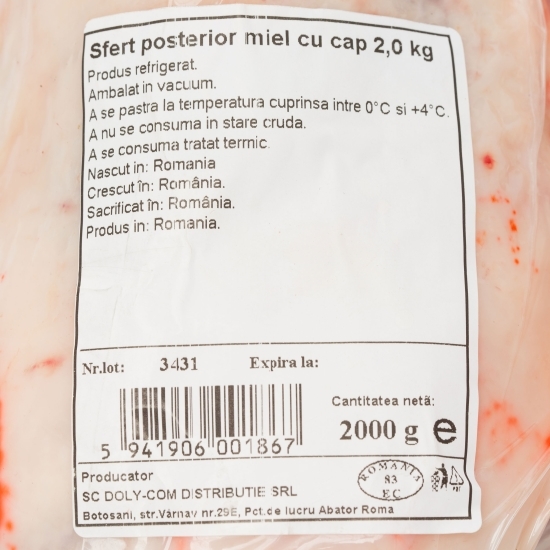 Sfert posterior miel cu cap 2,0 kg
Produs refrigerat.
Ambalat in vacuum.
A se pastra la temperatura cuprinsa intre 0°C si +4°C.
A nu se consuma in stare cruda.
A se consuma tratat termic.
Nascut in: Romania
Crescut în: România.
Sacrificat în: România.
Produs in: Romania.
Nr.lot: 3431 Expira la:
5 941906 001867
Cantitatea netă:
2000 g e
Producator
SC DOLY-COM DISTRIBUTIE SRL
Botosani, str.Vârnav nr.29E, Pct.de lucru Abator Roma
ROMANIA
83
EC